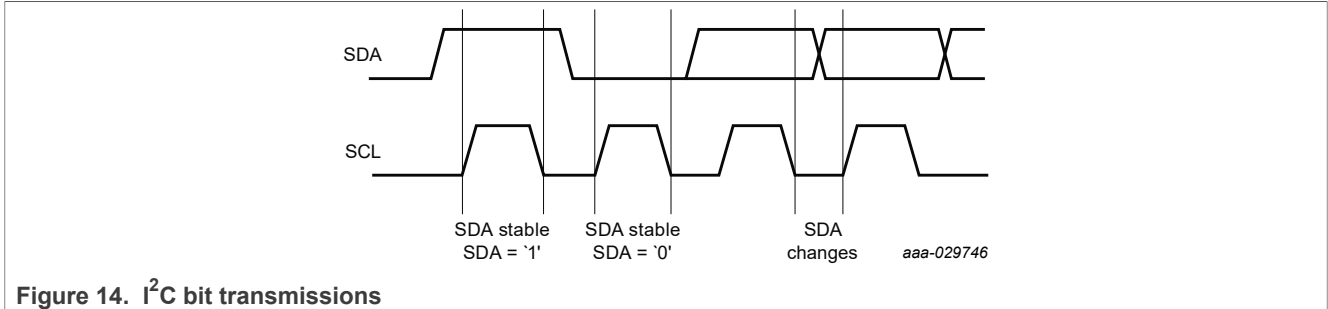 SDA
SCL
SDA stable
SDA = `1'
SDA stable
SDA = `0'
SDA
changes
aaa-029746
Figure 14. I2C bit transmissions